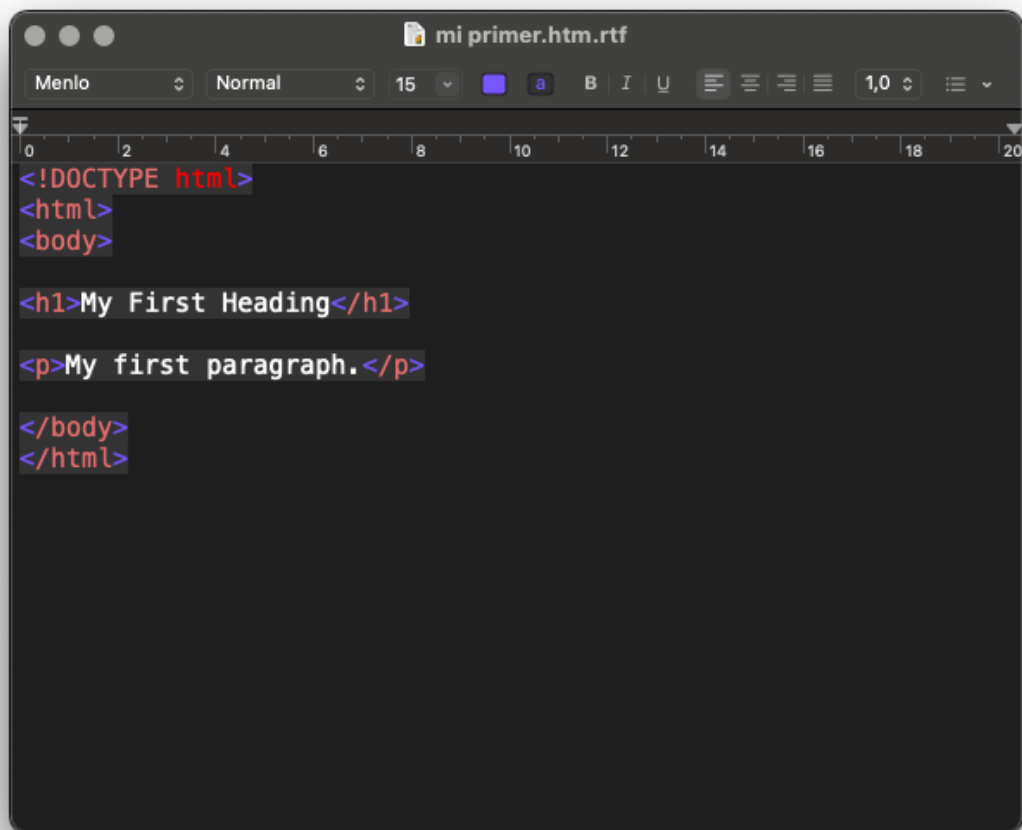 mi primer.htm.rtf
Menlo Normal 15 a B I U 1,0
0 2 4 6 8 10 12 14 16 18 20
<!DOCTYPE html>
<html>
<body>
<h1>My First Heading</h1>
<p>My first paragraph.</p>
</body>
</html>